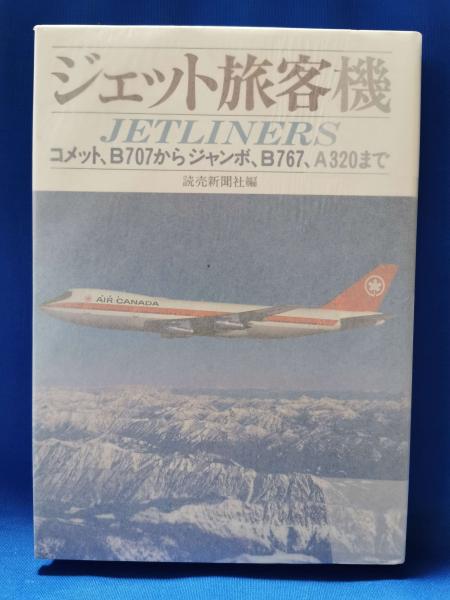 ジェット旅客機
JETLINERS
コメット、B707からジャンボ、B767、A320まで
読売新聞社編
AIR CANADA